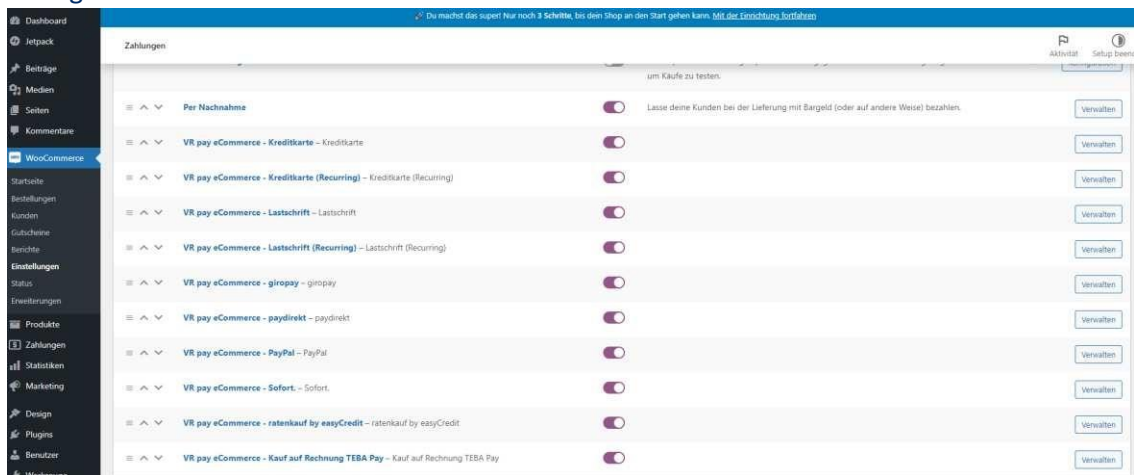 Du machst das super! Nur noch 3 Schritte, bis dein Shop an den Start gehen kann. Mit der Einrichtung fortfahren
Dashboard
Jetpack
Beiträge
Medien
Seiten
Kommentare
WooCommerce
Startseite
Bestellungen
Kunden
Gutscheine
Berichte
Einstellungen
Status
Erweiterungen
Produkte
Zahlungen
Statistiken
Marketing
Design
Plugins
Benutzer
Zahlungen
Aktivität
Setup
um Käufe zu testen.
Per Nachnahme Lasse deine Kunden bei der Lieferung mit Bargeld (oder auf andere Weise) bezahlen. Verwalten
VR pay eCommerce - Kreditkarte – Kreditkarte Verwalten
VR pay eCommerce - Kreditkarte (Recurring) – Kreditkarte (Recurring) Verwalten
VR pay eCommerce - Lastschrift – Lastschrift Verwalten
VR pay eCommerce - Lastschrift (Recurring) – Lastschrift (Recurring) Verwalten
VR pay eCommerce - giropay – giropay Verwalten
VR pay eCommerce - paydirekt – paydirekt Verwalten
VR pay eCommerce - PayPal – PayPal Verwalten
VR pay eCommerce - Sofort. – Sofort. Verwalten
VR pay eCommerce - ratenkauf by easyCredit – ratenkauf by easyCredit Verwalten
VR pay eCommerce - Kauf auf Rechnung TEBA Pay – Kauf auf Rechnung TEBA Pay Verwalten